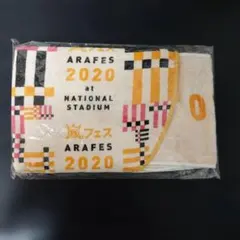 ARAFES
2020
at
NATIONAL
STADIUM
嵐フェス
ARAFES
2020